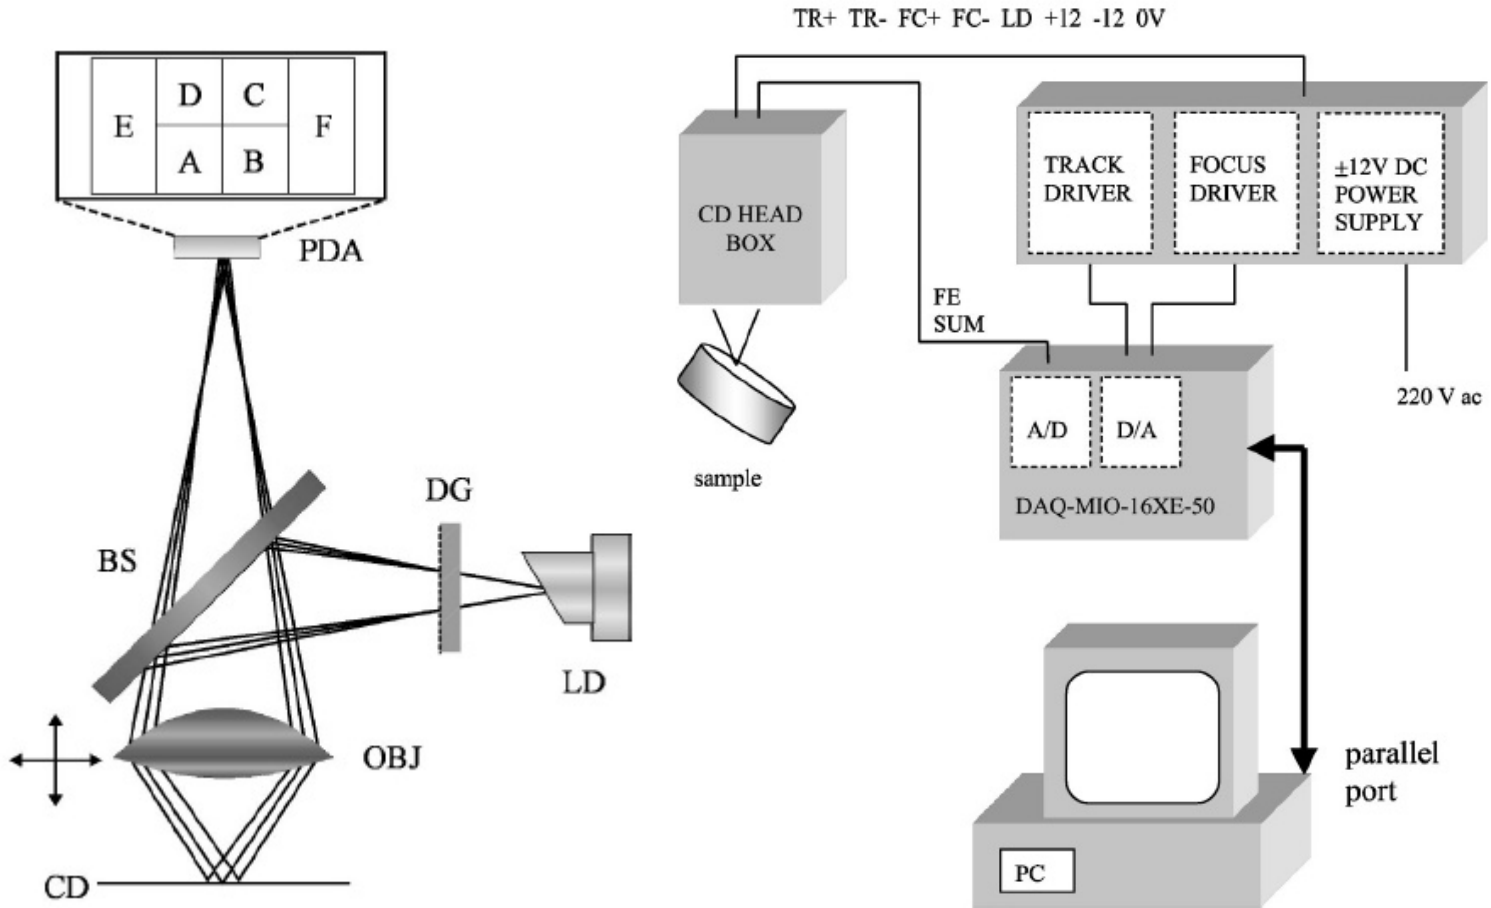 D C
E F
A B
PDA
DG
BS
LD
OBJ
CD
TR+ TR- FC+ FC- LD +12 -12 0V
TRACK
DRIVER
FOCUS
DRIVER
±12V DC
POWER
SUPPLY
CD HEAD
BOX
FE
SUM
220 V ac
A/D
D/A
sample
DAQ-MIO-16XE-50
parallel
port
PC